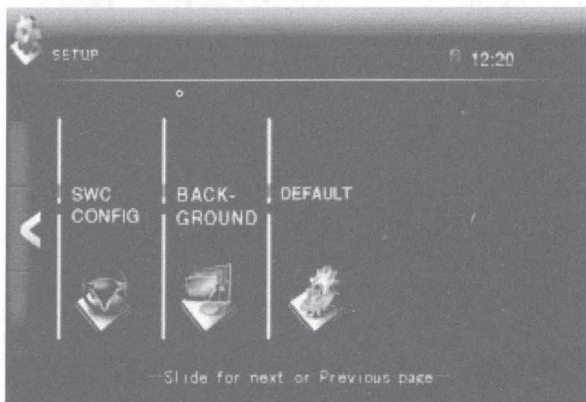 SETUP
12:20
SWC
CONFIG
BACK-
GROUND
DEFAULT
Slide for next or Previous page